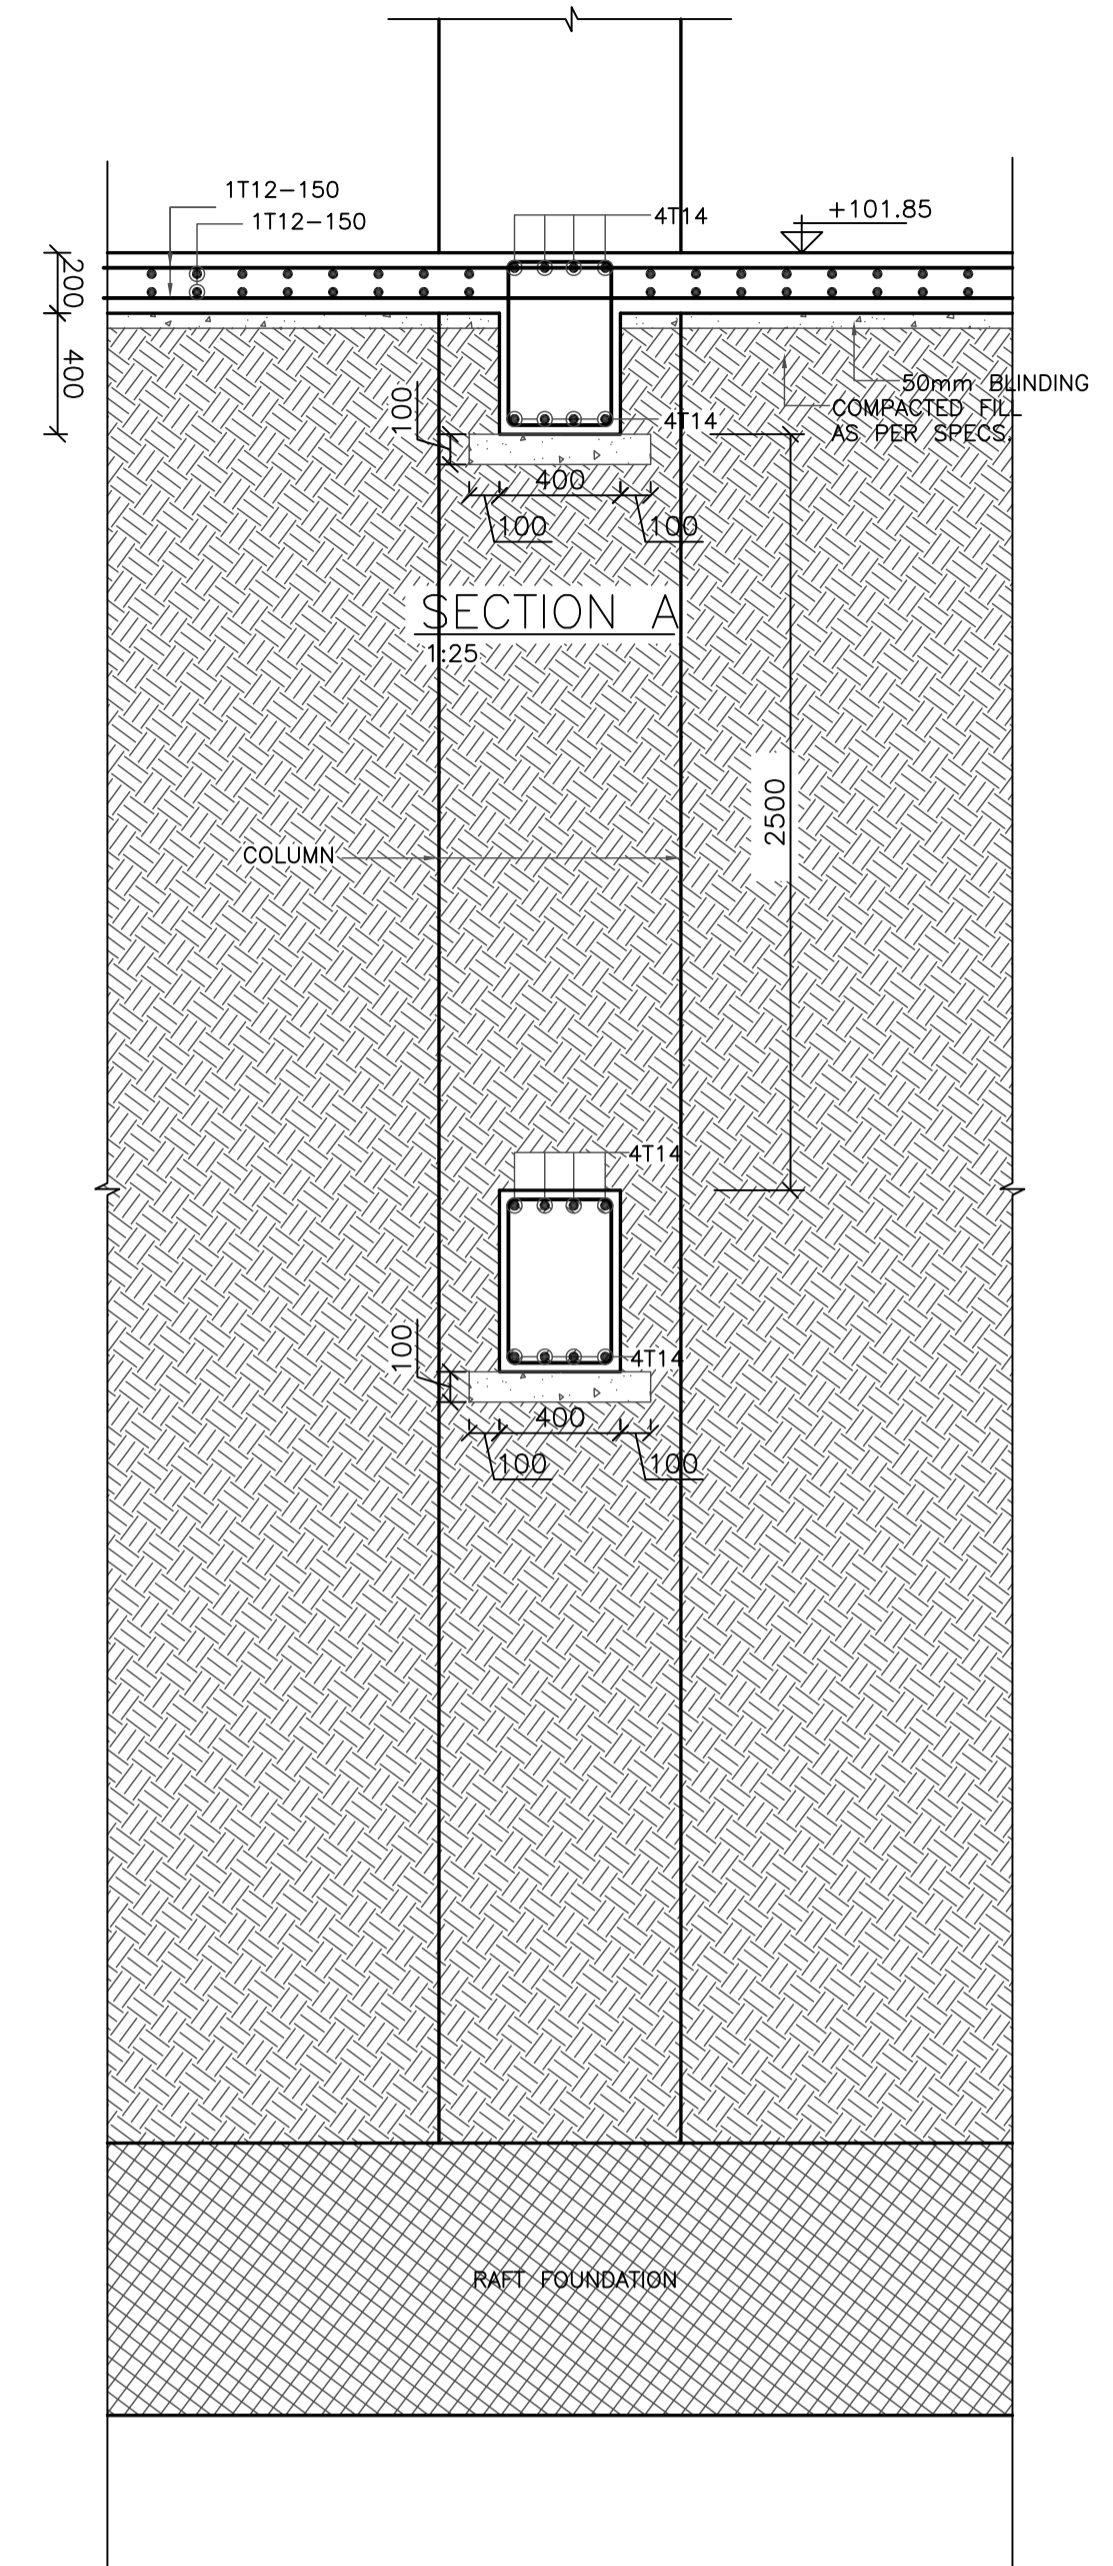 1T12-150
1T12-150
4T14
+101.85
200
400
100
4T14
50mm BLINDING
COMPACTED FILL
AS PER SPECS.
400
100
100
SECTION A
1:25
2500
COLUMN
4T14
100
4T14
400
100
100
RAFT FOUNDATION